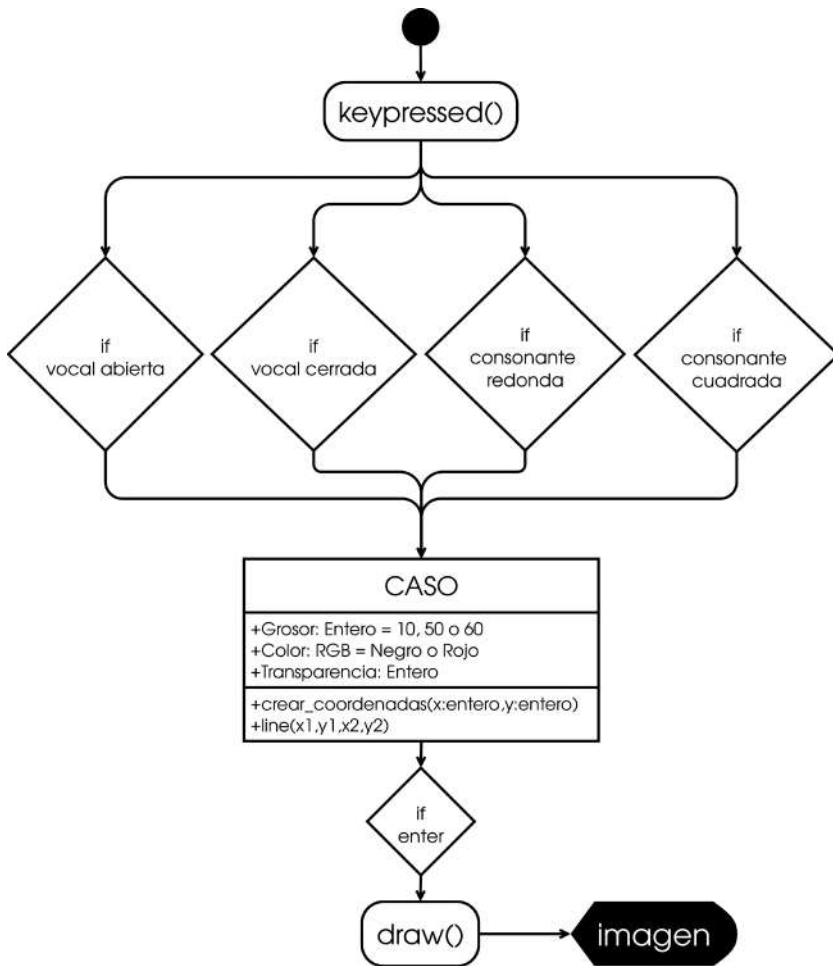 keypressed()
if
vocal abierta
if
vocal cerrada
if
consonante
redonda
if
consonante
cuadrada
CASO
+Grosor: Entero = 10, 50 o 60
+Color: RGB = Negro o Rojo
+Transparencia: Entero
+crear_coordenadas(x:entero,y:entero)
+line(x1,y1,x2,y2)
if
enter
draw()
imagen